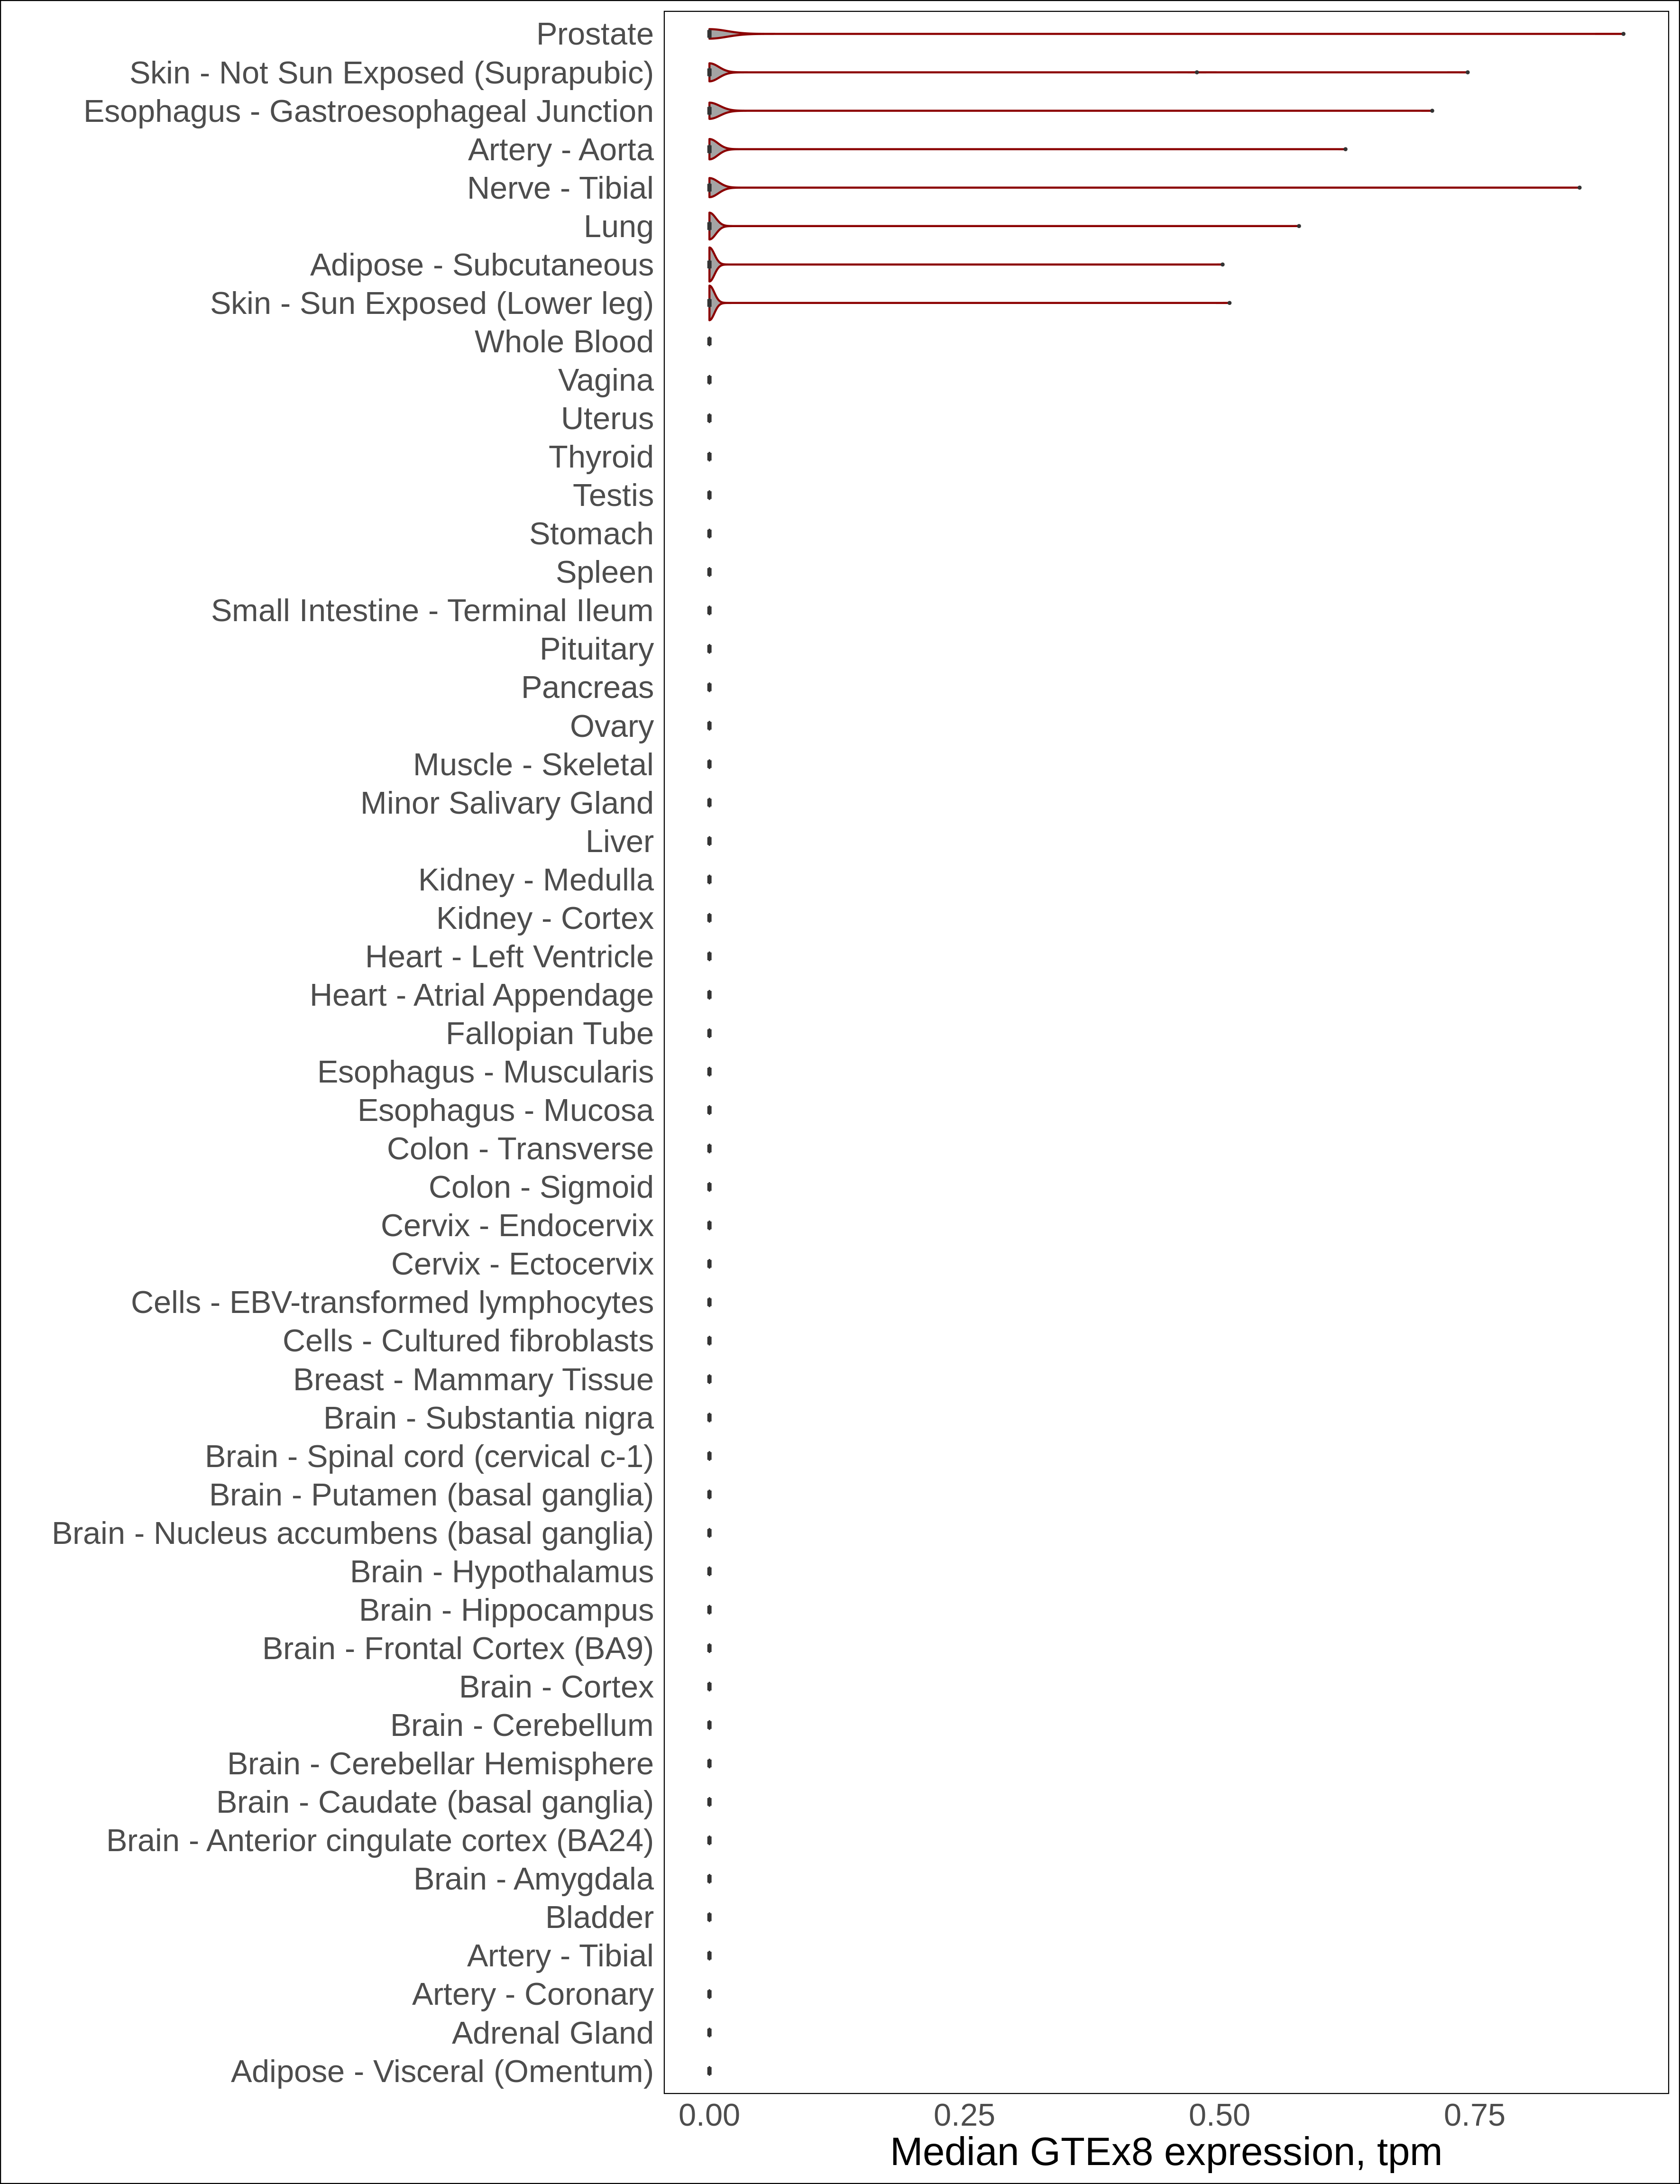 Prostate
Skin - Not Sun Exposed (Suprapubic)
Esophagus - Gastroesophageal Junction
Artery - Aorta
Nerve - Tibial
Lung
Adipose - Subcutaneous
Skin - Sun Exposed (Lower leg)
Whole Blood
Vagina
Uterus
Thyroid
Testis
Stomach
Spleen
Small Intestine - Terminal Ileum
Pituitary
Pancreas
Ovary
Muscle - Skeletal
Minor Salivary Gland
Liver
Kidney - Medulla
Kidney - Cortex
Heart - Left Ventricle
Heart - Atrial Appendage
Fallopian Tube
Esophagus - Muscularis
Esophagus - Mucosa
Colon - Transverse
Colon - Sigmoid
Cervix - Endocervix
Cervix - Ectocervix
Cells - EBV-transformed lymphocytes
Cells - Cultured fibroblasts
Breast - Mammary Tissue
Brain - Substantia nigra
Brain - Spinal cord (cervical c-1)
Brain - Putamen (basal ganglia)
Brain - Nucleus accumbens (basal ganglia)
Brain - Hypothalamus
Brain - Hippocampus
Brain - Frontal Cortex (BA9)
Brain - Cortex
Brain - Cerebellum
Brain - Cerebellar Hemisphere
Brain - Caudate (basal ganglia)
Brain - Anterior cingulate cortex (BA24)
Brain - Amygdala
Bladder
Artery - Tibial
Artery - Coronary
Adrenal Gland
Adipose - Visceral (Omentum)
0.00 0.25 0.50 0.75
Median GTEx8 expression, tpm